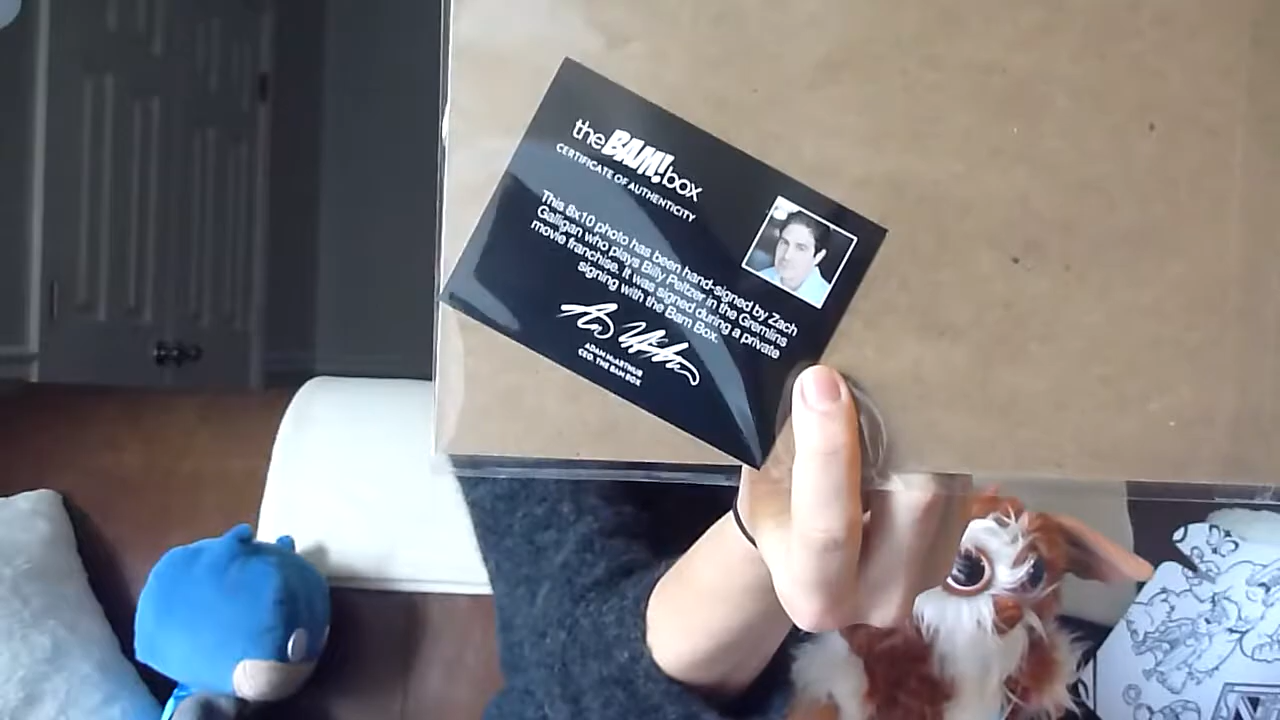 the BAM! box
CERTIFICATE OF AUTHENTICITY
This 8x10 photo has been hand-signed by Zach
Galligan who plays Billy Peltzer in the Gremlins
movie franchise. It was signed during a private
signing with the Bam Box.
ADAM McARTHUR
CEO, THE BAM BOX